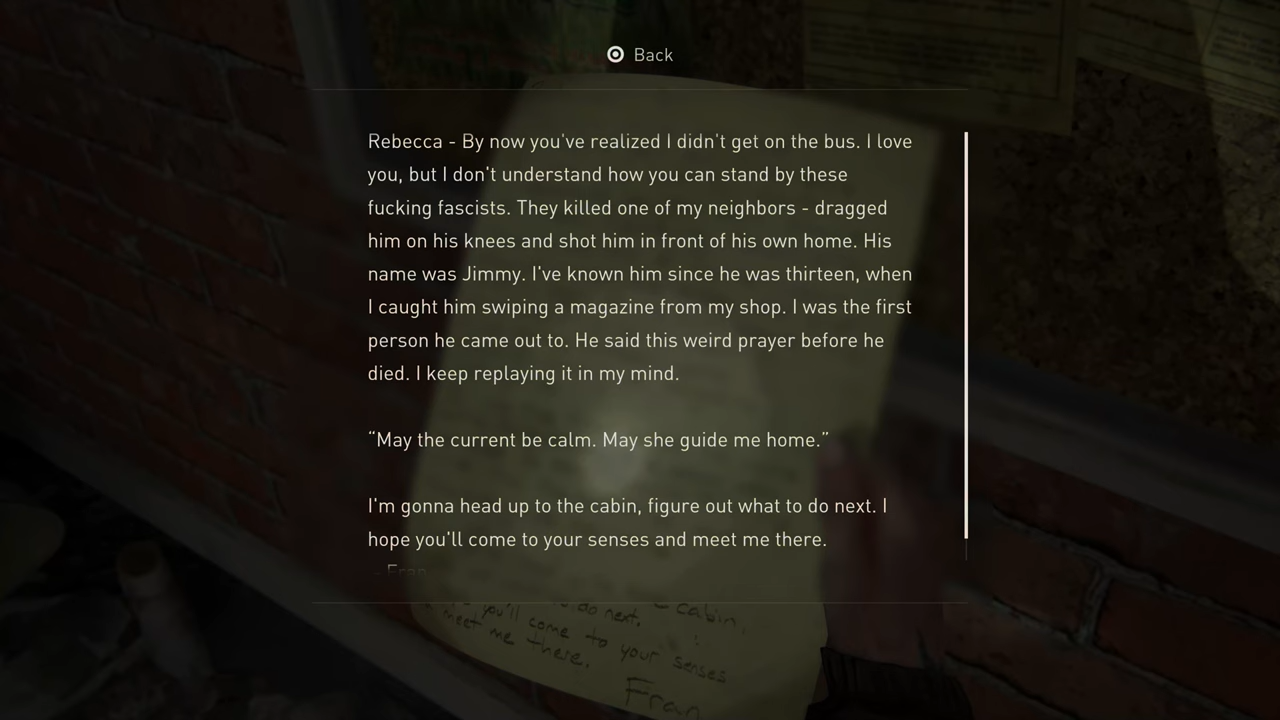 Back
Rebecca - By now you've realized I didn't get on the bus. I love
you, but I don't understand how you can stand by these
fucking fascists. They killed one of my neighbors - dragged
him on his knees and shot him in front of his own home. His
name was Jimmy. I've known him since he was thirteen, when
I caught him swiping a magazine from my shop. I was the first
person he came out to. He said this weird prayer before he
died. I keep replaying it in my mind.
“May the current be calm. May she guide me home.”
I'm gonna head up to the cabin, figure out what to do next. I
hope you'll come to your senses and meet me there.
- Fran
to do next. cabin,
you'll come to your senses
meet me there.
Fran